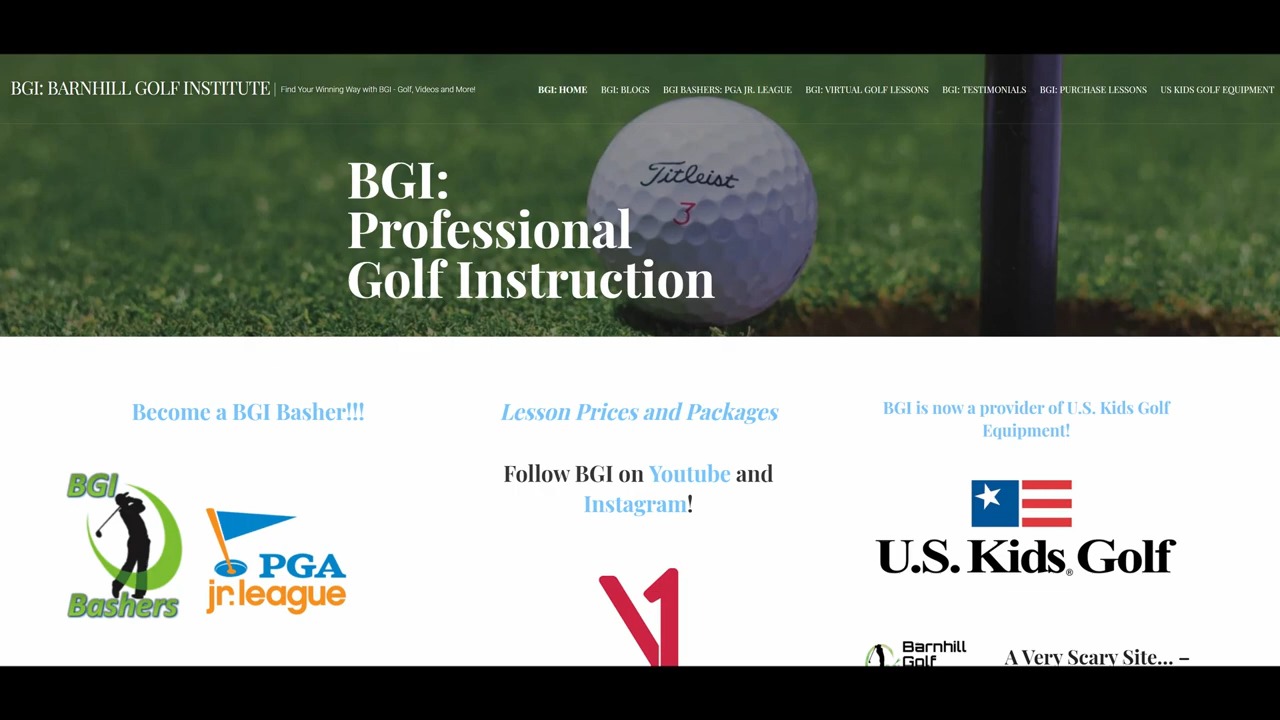 BGI: BARNHILL GOLF INSTITUTE | Find Your Winning Way with BGI - Golf, Videos and More!
BGI: HOME BGI: BLOGS BGI BASHERS: PGA JR. LEAGUE BGI: VIRTUAL GOLF LESSONS BGI: TESTIMONIALS BGI: PURCHASE LESSONS US KIDS GOLF EQUIPMENT
Titleist
3
BGI:
Professional
Golf Instruction
Become a BGI Basher!!!
BGI
Bashers
PGA
jr. league
Lesson Prices and Packages
Follow BGI on Youtube and
Instagram!
V1
BGI is now a provider of U.S. Kids Golf
Equipment!
U.S. Kids® Golf
Barnhill
Golf
A Very Scary Site... –